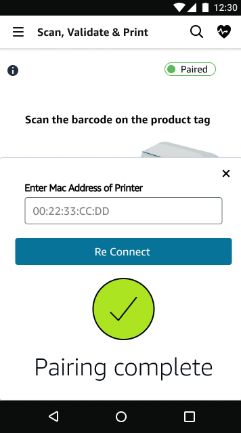 12:30
Scan, Validate & Print
Paired
Scan the barcode on the product tag
Enter Mac Address of Printer
00:22:33:CC:DD
Re Connect
Pairing complete